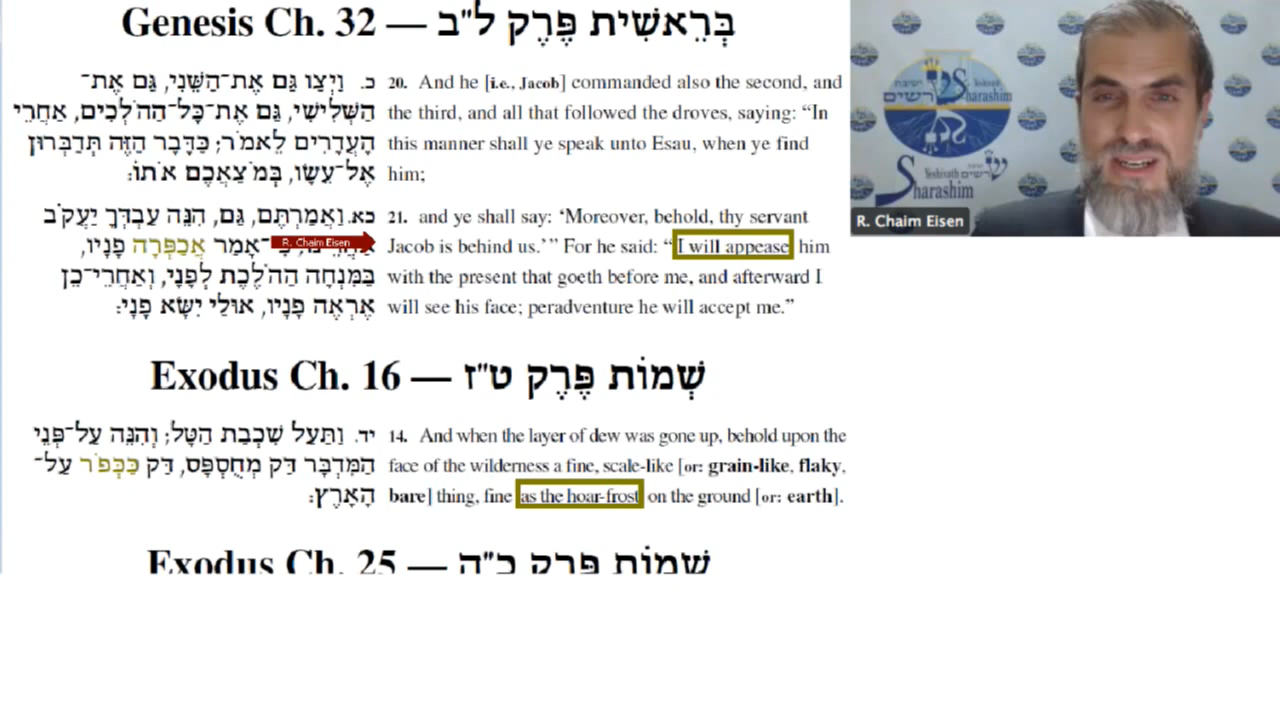 Genesis Ch. 32 — בְּרֵאשִׁית פֶּרֶק ל"ב
כ. וַיְצַו גַּם אֶת־הַשֵּׁנִי, גַּם אֶת־
הַשְּׁלִישִׁי, גַּם אֶת־כָּל־הַהֹלְכִים, אַחֲרֵי
הָעֲדָרִים לֵאמֹר; כַּדָּבָר הַזֶּה תְּדַבְּרוּן
אֶל־עֵשָׂו, בְּמֹצַאֲכֶם אֹתוֹ:
20. And he [i.e., Jacob] commanded also the second, and
the third, and all that followed the droves, saying: “In
this manner shall ye speak unto Esau, when ye find
him;
כא. וַאֲמַרְתֶּם, גַּם, הִנֵּה עַבְדְּךָ יַעֲקֹב
אָמַר אֲכַפְּרָה פָנָיו,
בַּמִּנְחָה הַהֹלֶכֶת לְפָנָי, וְאַחֲרֵי־כֵן
אֶרְאֶה פָנָיו, אוּלַי יִשָּׂא פָנָי:
R. Chaim Eisen
21. and ye shall say: ‘Moreover, behold, thy servant
Jacob is behind us.’” For he said: “I will appease him
with the present that goeth before me, and afterward I
will see his face; peradventure he will accept me.”
Exodus Ch. 16 — שְׁמוֹת פֶּרֶק ט"ז
יד. וַתַּעַל שִׁכְבַת הַטָּל; וְהִנֵּה עַל־פְּנֵי
הַמִּדְבָּר דַּק מְחֻסְפָּס, דַּק כַּכְּפֹר עַל־
הָאָרֶץ:
14. And when the layer of dew was gone up, behold upon the
face of the wilderness a fine, scale-like [or: grain-like, flaky,
bare] thing, fine as the hoar-frost on the ground [or: earth].
Exodus Ch. 25 — שְׁמוֹת פֶּרֶק כ"ה
ישיבת
שרשים
Yeshivath
Sharashim
Yeshivath שרשים
Sharashim
R. Chaim Eisen